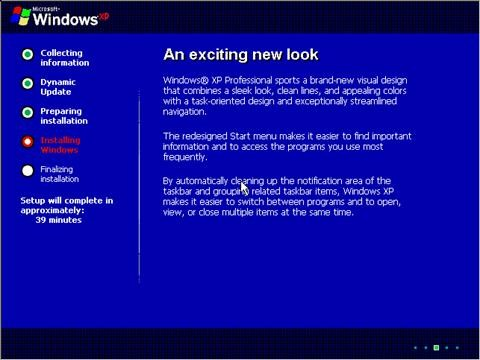 Microsoft
Windows xp
Collecting
information
Dynamic
Update
Preparing
installation
Installing
Windows
Finalizing
installation
Setup will complete in
approximately:
39 minutes
An exciting new look
Windows® XP Professional sports a brand-new visual design
that combines a sleek look, clean lines, and appealing colors
with a task-oriented design and exceptionally streamlined
navigation.
The redesigned Start menu makes it easier to find important
information and to access the programs you use most
frequently.
By automatically cleaning up the notification area of the
taskbar and grouping related taskbar items, Windows XP
makes it easier to switch between programs and to open,
view, or close multiple items at the same time.